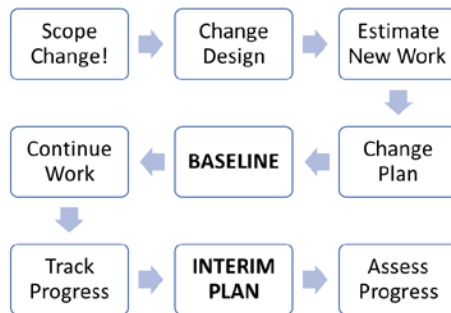 Scope
Change!
Change
Design
Estimate
New Work
Continue
Work
BASELINE
Change
Plan
Track
Progress
INTERIM
PLAN
Assess
Progress